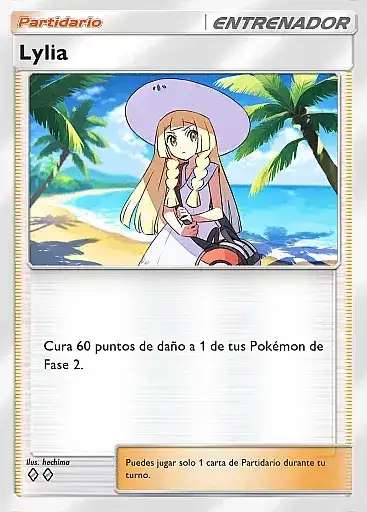 Partidario
ENTRENADOR
Lylia
Cura 60 puntos de daño a 1 de tus Pokémon de
Fase 2.
Ilus. hechima
Puedes jugar solo 1 carta de Partidario durante tu
turno.